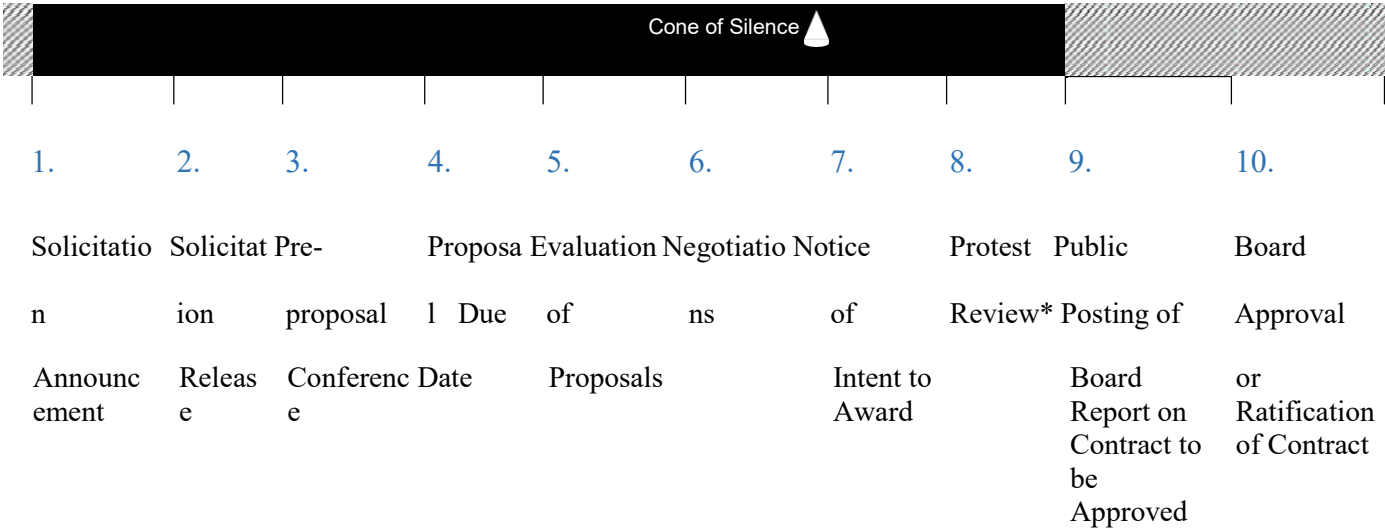 Cone of Silence
1. 2. 3. 4. 5. 6. 7. 8. 9. 10.
Solicitatio Solicitat Pre- Proposa Evaluation Negotiatio Notice Protest Public Board
n ion proposal l Due of ns of Review* Posting of Approval
Announc Releas Conferenc Date Proposals Intent to Board or
ement e e Award Report on Ratification
Contract to of Contract
be
Approved